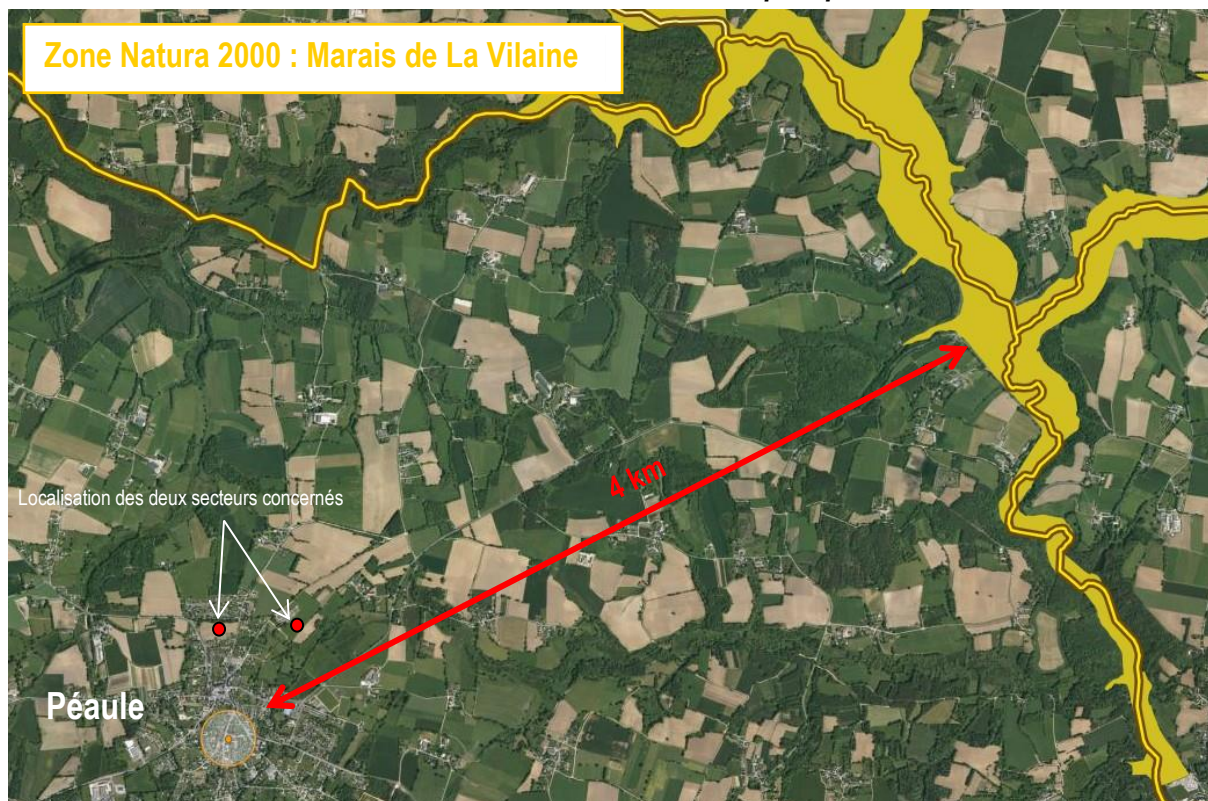 Zone Natura 2000 : Marais de La Vilaine
4 km
Localisation des deux secteurs concernés
Péaule